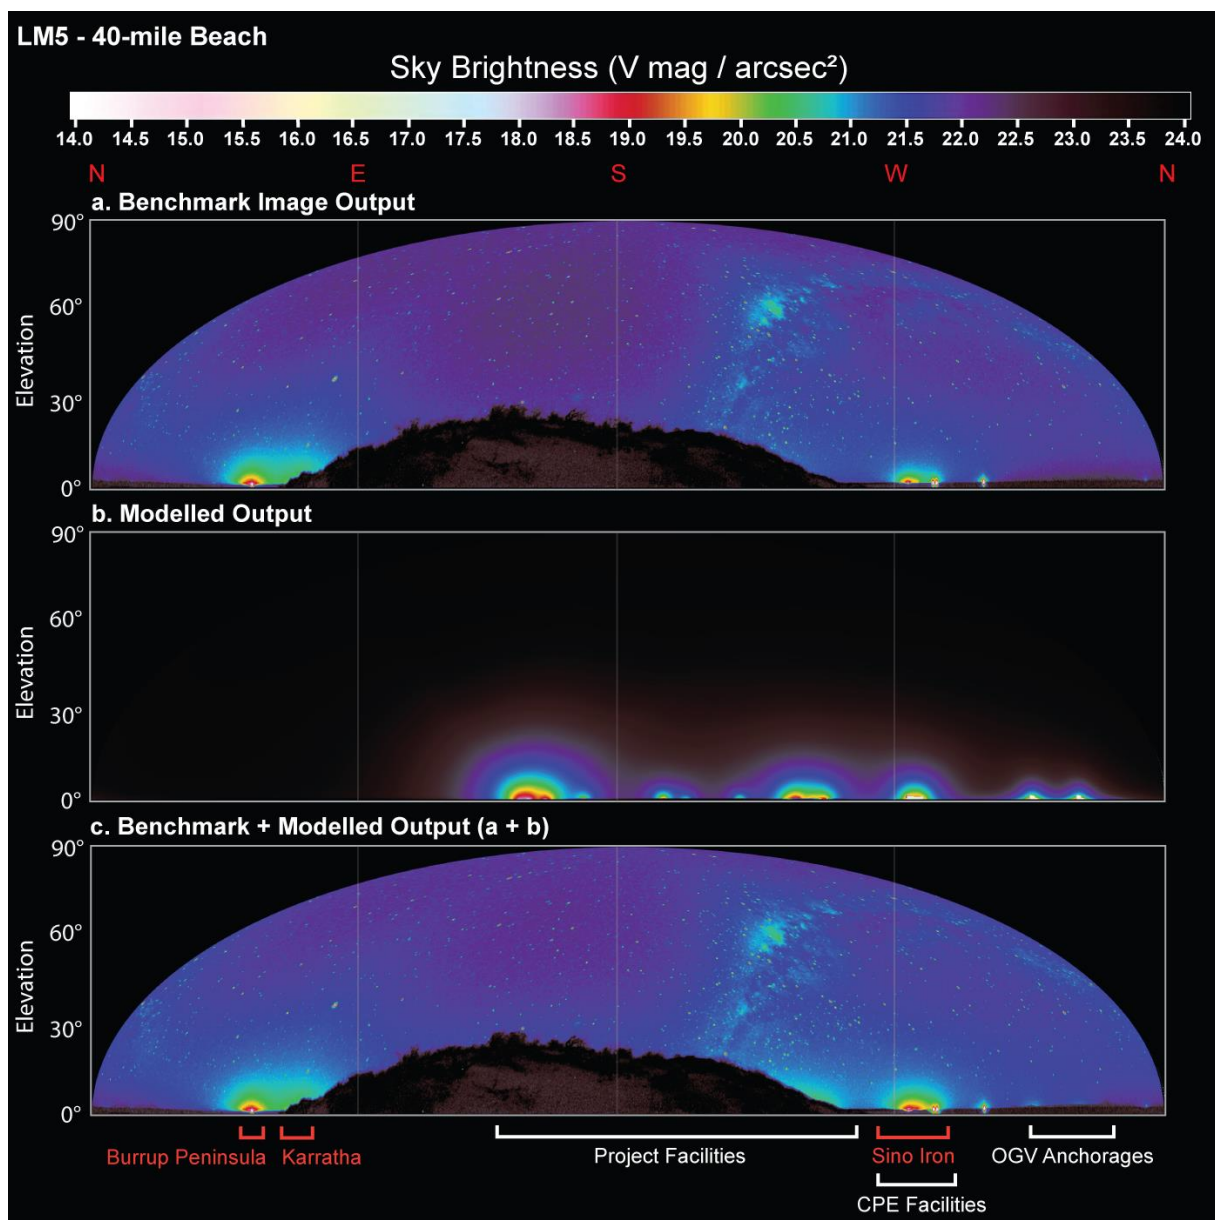 LM5 - 40-mile Beach
Sky Brightness (V mag / arcsec²)
14.0 14.5 15.0 15.5 16.0 16.5 17.0 17.5 18.0 18.5 19.0 19.5 20.0 20.5 21.0 21.5 22.0 22.5 23.0 23.5 24.0
N E S W N
a. Benchmark Image Output
90°
60°
Elevation
30°
0°
b. Modelled Output
90°
60°
Elevation
30°
0°
c. Benchmark + Modelled Output (a + b)
90°
60°
Elevation
30°
0°
Burrup Peninsula Karratha Project Facilities Sino Iron OGV Anchorages
CPE Facilities